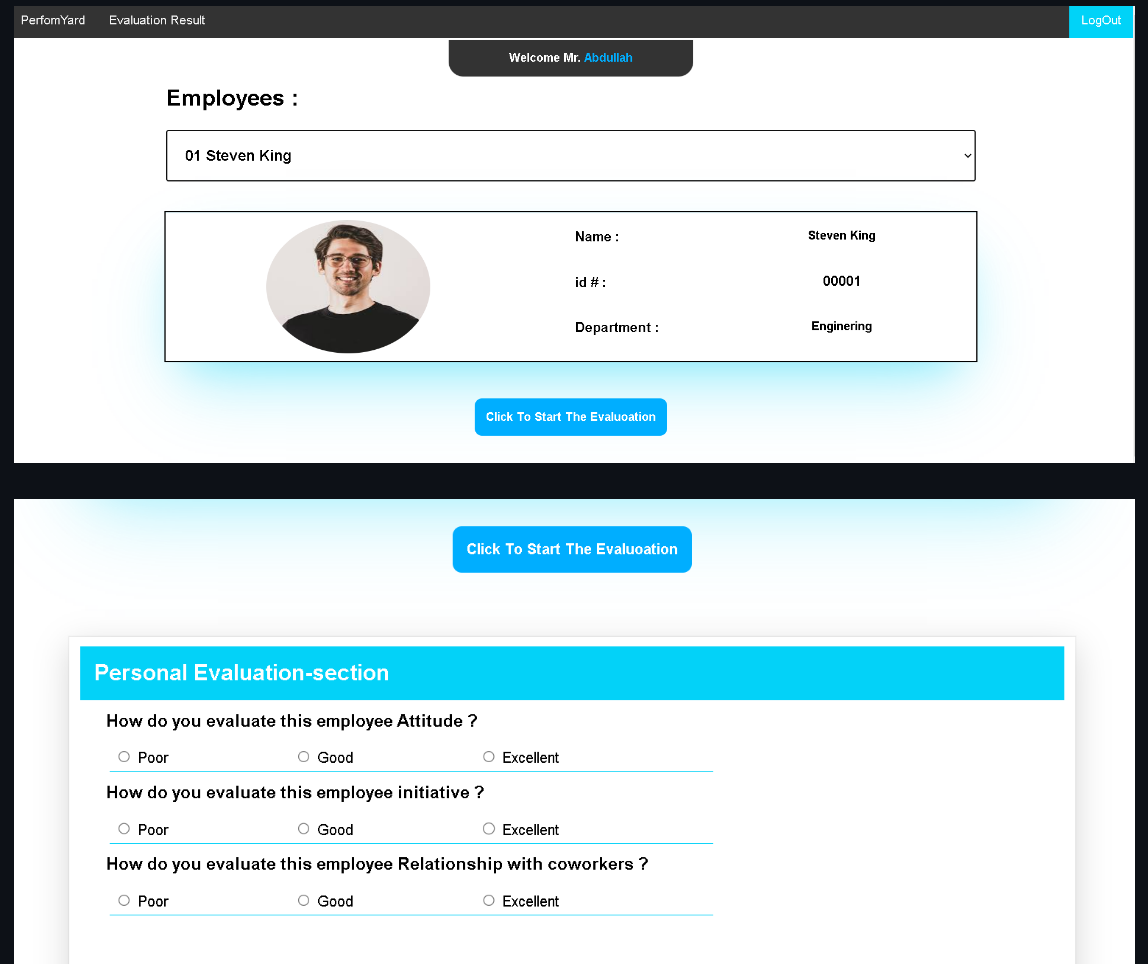 PerfomYard Evaluation Result LogOut
Welcome Mr. Abdullah
Employees :
01 Steven King
Name : Steven King
id # : 00001
Department : Enginering
Click To Start The Evaluoation
Click To Start The Evaluoation
Personal Evaluation-section
How do you evaluate this employee Attitude ?
Poor Good Excellent
How do you evaluate this employee initiative ?
Poor Good Excellent
How do you evaluate this employee Relationship with coworkers ?
Poor Good Excellent